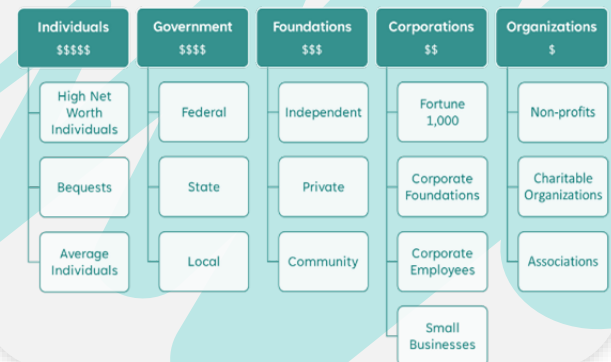 Individuals
$$$$$
High Net
Worth
Individuals
Bequests
Average
Individuals
Government
$$$$
Federal
State
Local
Foundations
$$$
Independent
Private
Community
Corporations
$$
Fortune
1,000
Corporate
Foundations
Corporate
Employees
Small
Businesses
Organizations
$
Non-profits
Charitable
Organizations
Associations